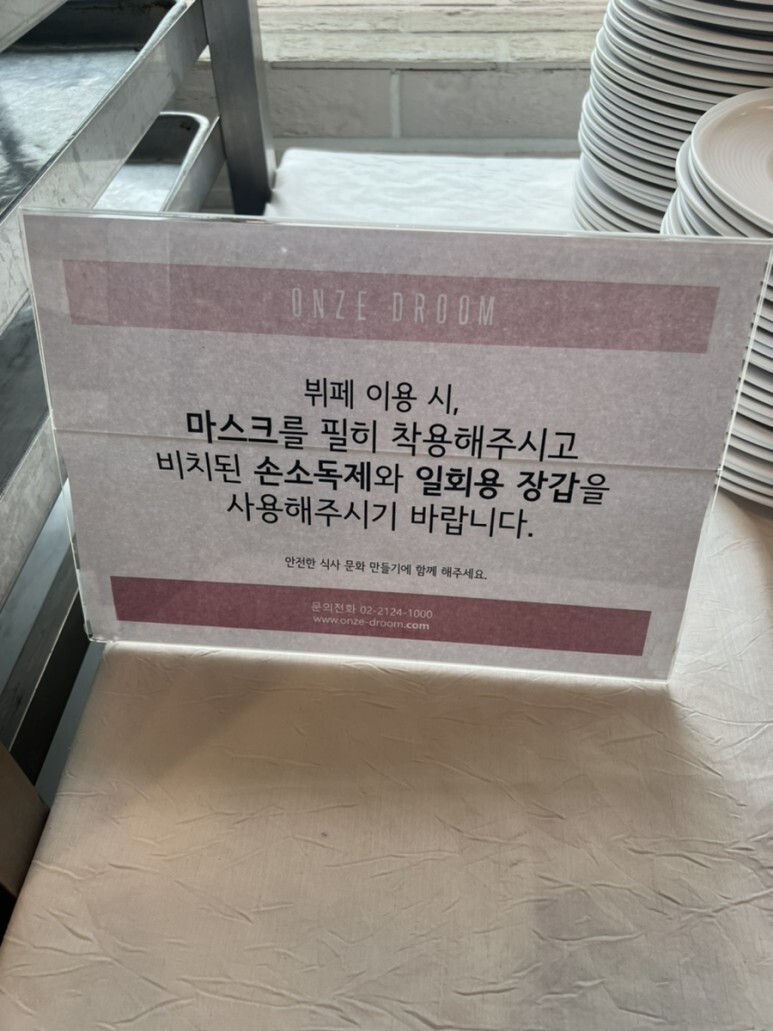 ONZE DROOM
뷔페 이용 시,
마스크를 필히 착용해주시고
비치된 손소독제와 일회용 장갑을
사용해주시기 바랍니다.
안전한 식사 문화 만들기에 함께 해주세요.
문의전화 02-2124-1000
www.onze-droom.com